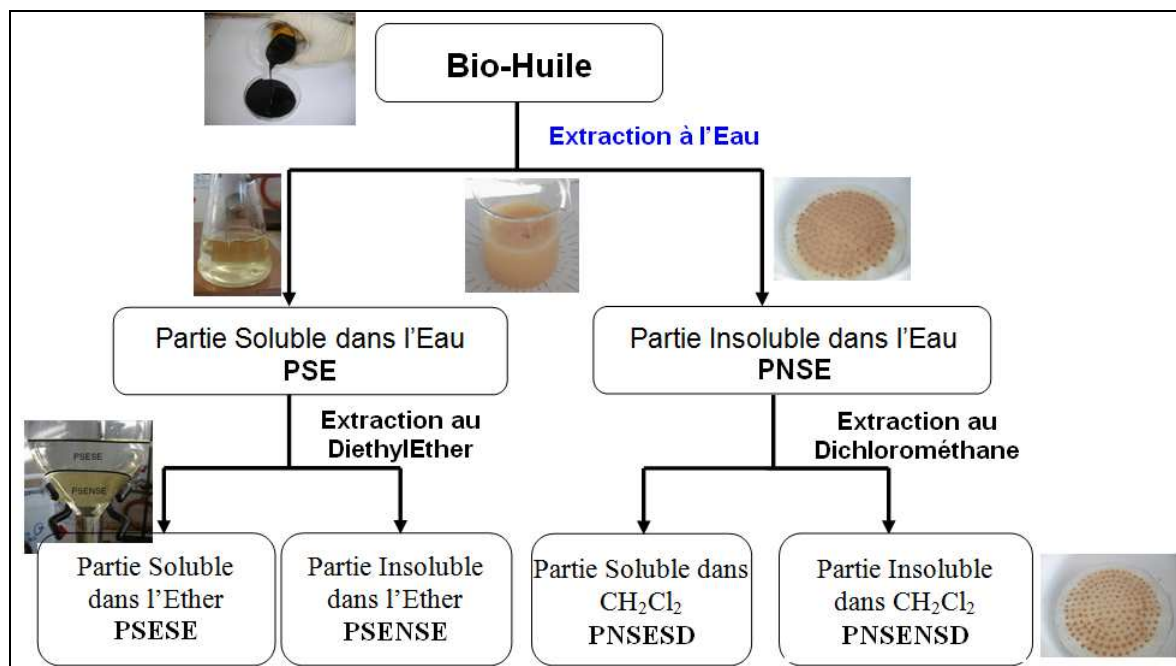 Bio-Huile
Extraction à l'Eau
Partie Soluble dans l'Eau
PSE
Partie Insoluble dans l'Eau
PNSE
Extraction au
DiethylEther
Extraction au
Dichlorométhane
PSESE
PSENSE
Partie Soluble
dans l'Ether
PSESE
Partie Insoluble
dans l'Ether
PSENSE
Partie Soluble dans
CH₂Cl₂
PNSESD
Partie Insoluble
dans CH₂Cl₂
PNSENSD